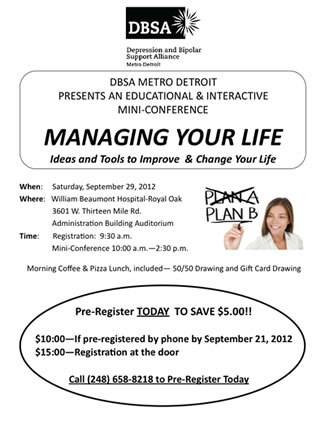 DBSA
Depression and Bipolar
Support Alliance
Metro Detroit
DBSA METRO DETROIT
PRESENTS AN EDUCATIONAL & INTERACTIVE
MINI-CONFERENCE
MANAGING YOUR LIFE
Ideas and Tools to Improve & Change Your Life
When: Saturday, September 29, 2012
Where: William Beaumont Hospital-Royal Oak
3601 W. Thirteen Mile Rd.
Administration Building Auditorium
Time: Registration: 9:30 a.m.
Mini-Conference 10:00 a.m.—2:30 p.m.
PLAN A
PLAN B
Morning Coffee & Pizza Lunch, included— 50/50 Drawing and Gift Card Drawing
Pre-Register TODAY TO SAVE $5.00!!
$10:00—If pre-registered by phone by September 21, 2012
$15:00—Registration at the door
Call (248) 658-8218 to Pre-Register Today